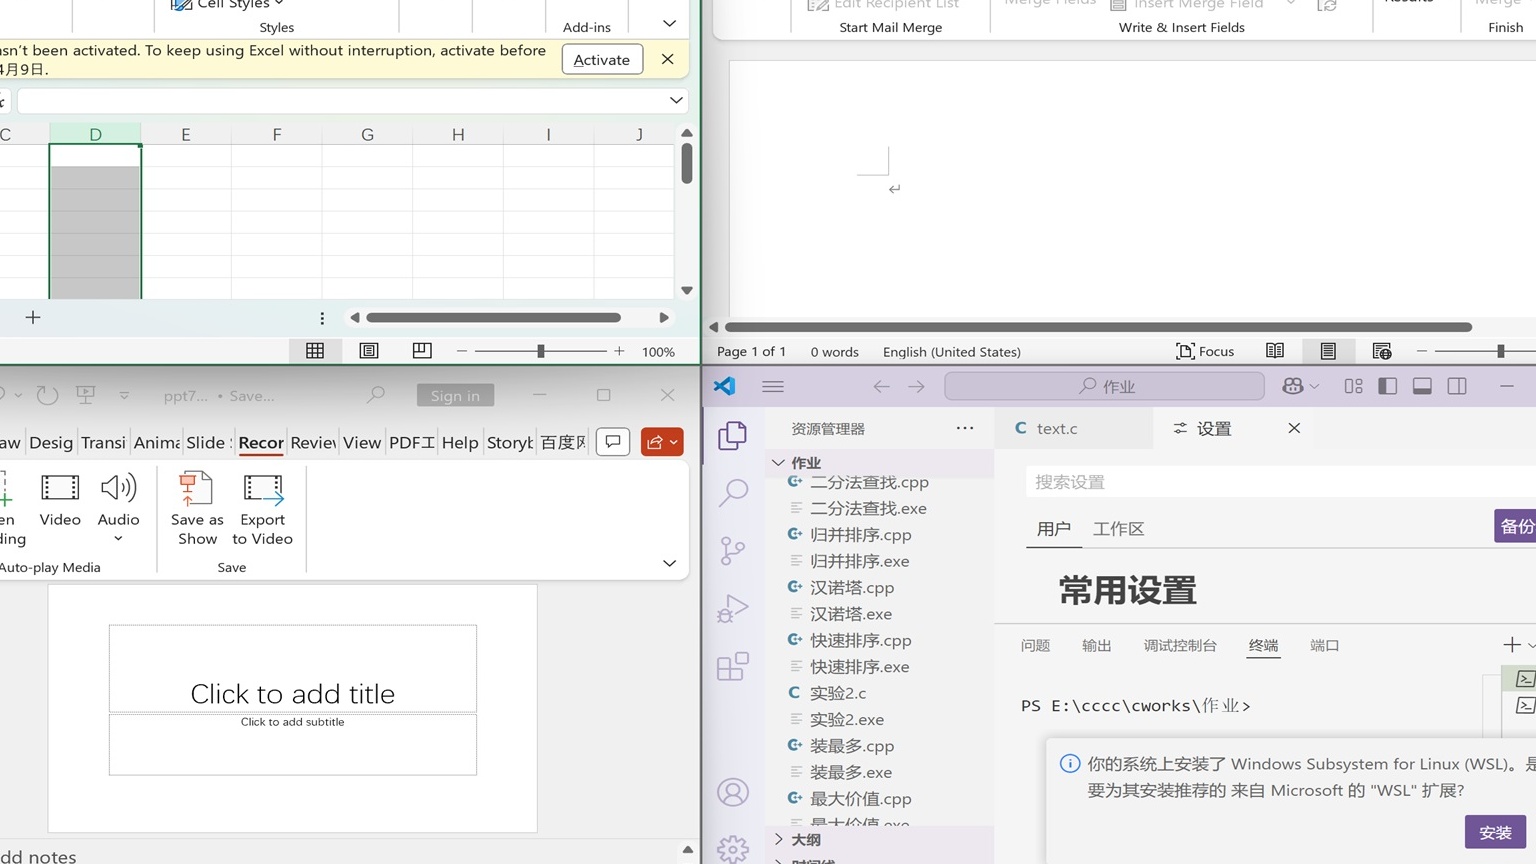 Cell Styles
Styles
Add-ins
hasn't been activated. To keep using Excel without interruption, activate before
4月9日.
Activate
C D E F G H I J
100%
Edit Recipient List
Start Mail Merge
Merge Fields
Insert Merge Field
Write & Insert Fields
Results
Merge
Finish
Page 1 of 1
0 words
English (United States)
Focus
ppt7... • Save...
Sign in
aw Desig Transi Anima Slide Recor Review View PDF工 Help Storyb 百度网
en
ding
Video
Audio
Auto-play Media
Save as
Show
Export
to Video
Save
Click to add title
Click to add subtitle
dd notes
作业
资源管理器
作业
二分法查找.cpp
二分法查找.exe
归并排序.cpp
归并排序.exe
汉诺塔.cpp
汉诺塔.exe
快速排序.cpp
快速排序.exe
C 实验2.c
实验2.exe
装最多.cpp
装最多.exe
最大价值.cpp
最大价值.exe
大纲
时间线
C text.c
设置
搜索设置
用户 工作区
备份
常用设置
问题 输出 调试控制台 终端 端口
PS E:\cccc\cworks\作业>
你的系统上安装了 Windows Subsystem for Linux (WSL)。是
要为其安装推荐的 来自 Microsoft 的 "WSL" 扩展?
安装